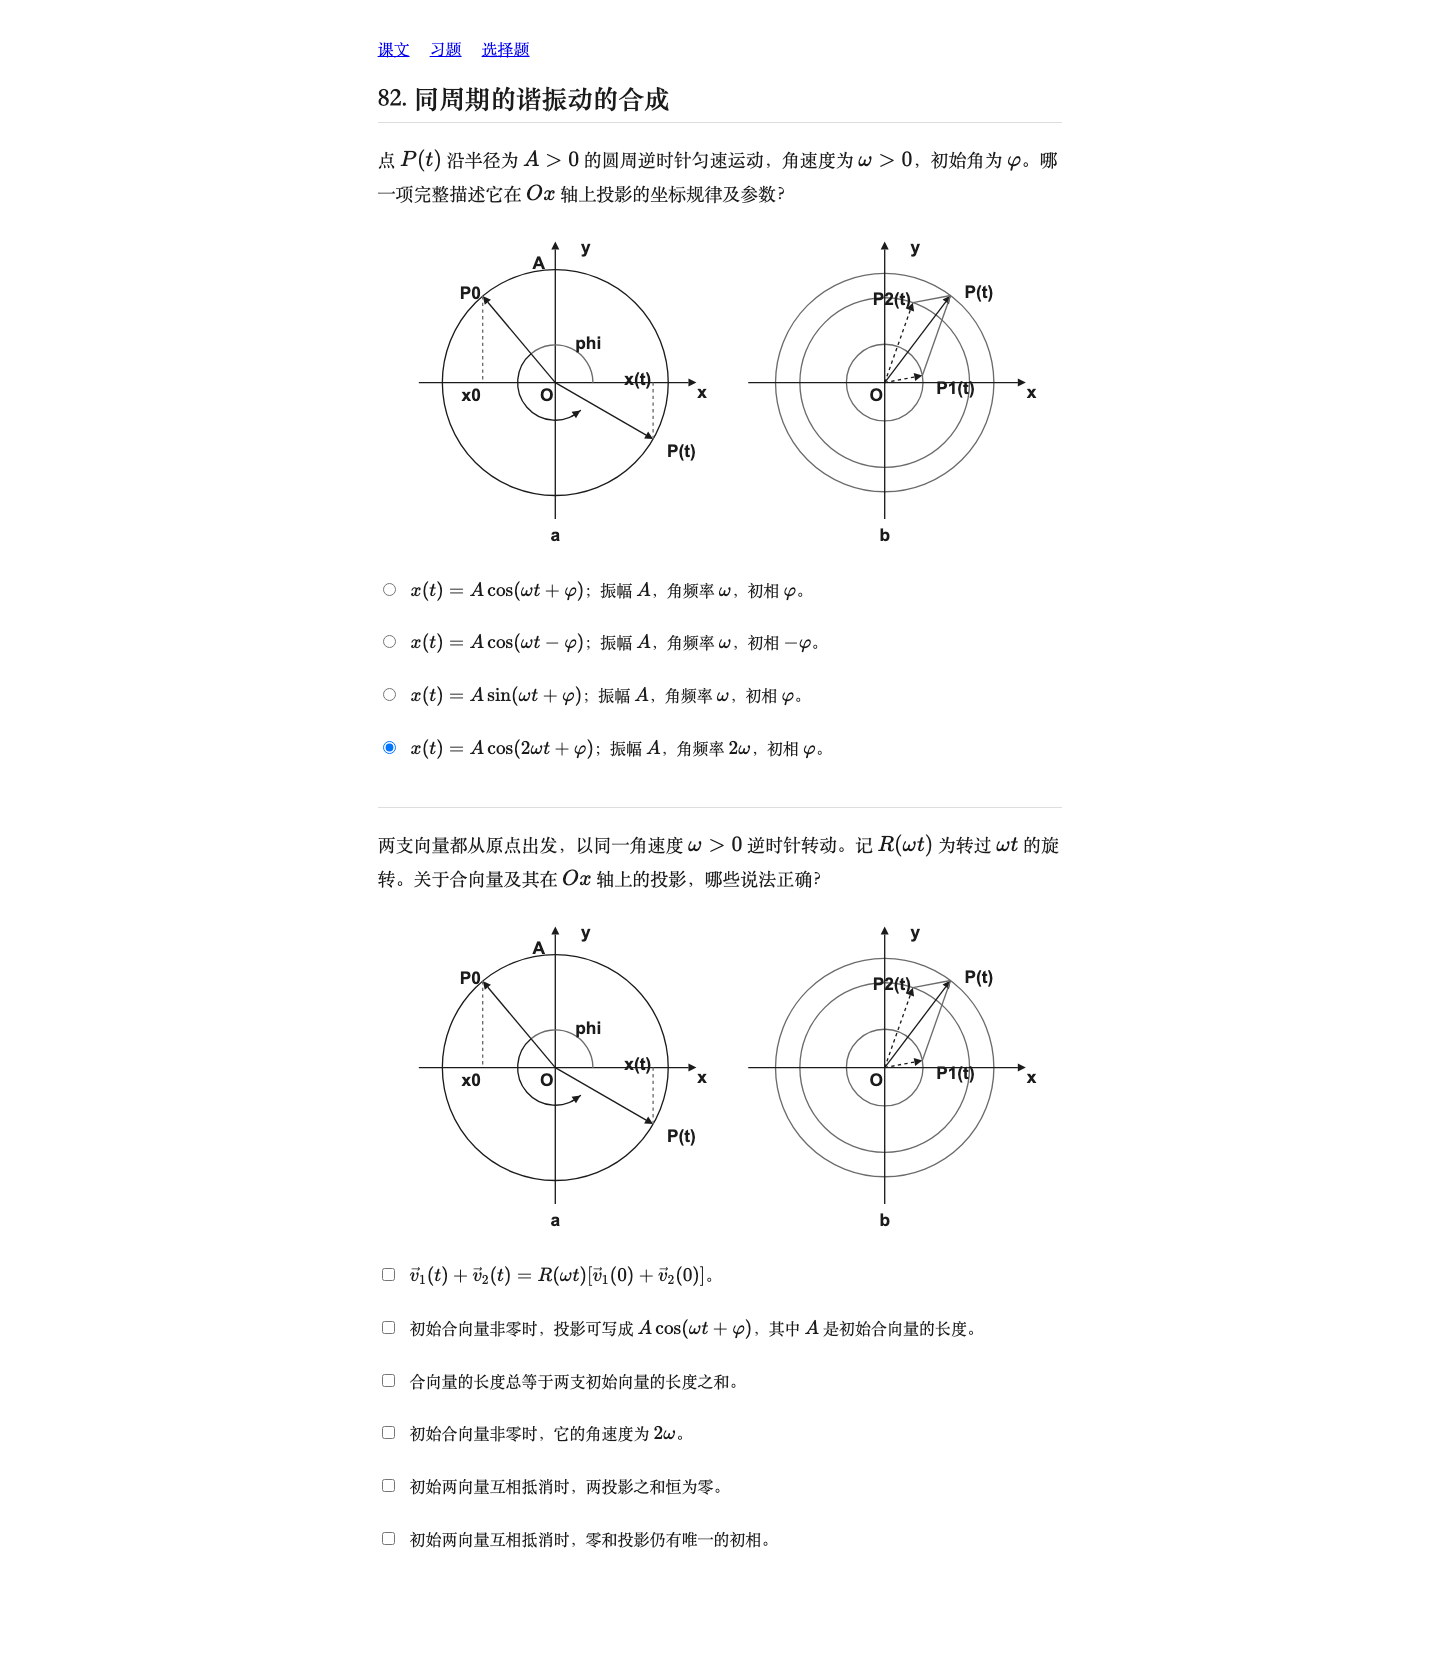 课文 习题 选择题
82. 同周期的谐振动的合成
点 P(t) 沿半径为 A > 0 的圆周逆时针匀速运动，角速度为 ω > 0，初始角为 φ。哪
一项完整描述它在 Ox 轴上投影的坐标规律及参数？
y
A
P0
phi
x(t)
x0
O
x
P(t)
a
y
P2(t)
P(t)
O
P1(t)
x
b
x(t) = A cos(ωt + φ)；振幅 A，角频率 ω，初相 φ。
x(t) = A cos(ωt − φ)；振幅 A，角频率 ω，初相 −φ。
x(t) = A sin(ωt + φ)；振幅 A，角频率 ω，初相 φ。
x(t) = A cos(2ωt + φ)；振幅 A，角频率 2ω，初相 φ。
两支向量都从原点出发，以同一角速度 ω > 0 逆时针转动。记 R(ωt) 为转过 ωt 的旋
转。关于合向量及其在 Ox 轴上的投影，哪些说法正确？
y
A
P0
phi
x(t)
x0
O
x
P(t)
a
y
P2(t)
P(t)
O
P1(t)
x
b
v⃗₁(t) + v⃗₂(t) = R(ωt)[v⃗₁(0) + v⃗₂(0)]。
初始合向量非零时，投影可写成 A cos(ωt + φ)，其中 A 是初始合向量的长度。
合向量的长度总等于两支初始向量的长度之和。
初始合向量非零时，它的角速度为 2ω。
初始两向量互相抵消时，两投影之和恒为零。
初始两向量互相抵消时，零和投影仍有唯一的初相。